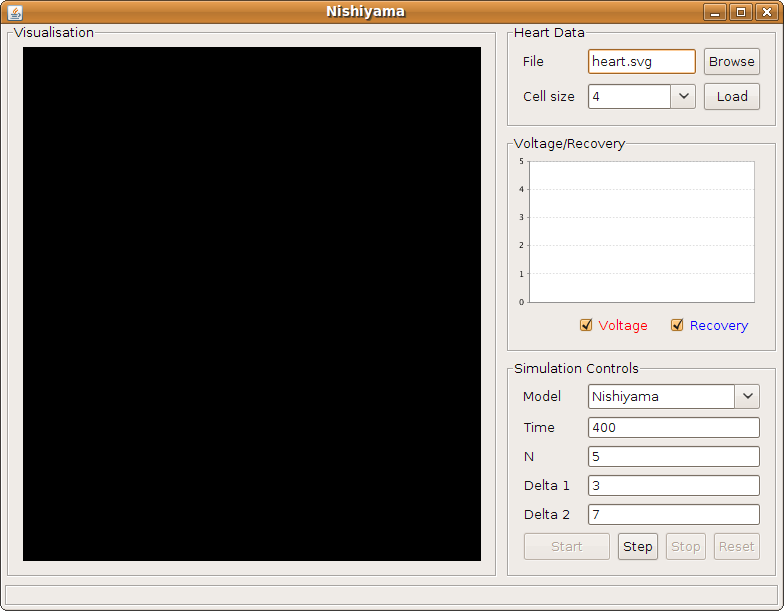 Nishiyama
Visualisation
Heart Data
File heart.svg Browse
Cell size 4 Load
Voltage/Recovery
5
4
3
2
1
0
Voltage Recovery
Simulation Controls
Model Nishiyama
Time 400
N 5
Delta 1 3
Delta 2 7
Start Step Stop Reset